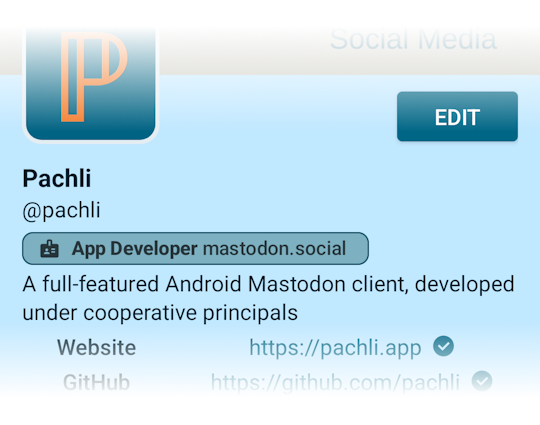 Social Media
P
EDIT
Pachli
@pachli
App Developer mastodon.social
A full-featured Android Mastodon client, developed
under cooperative principals
Website https://pachli.app
GitHub https://github.com/pachli